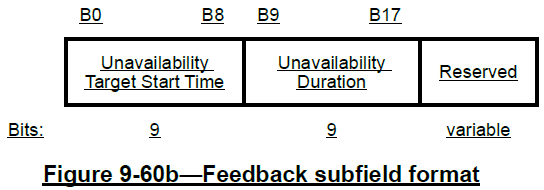 B0 B8 B9 B17
Unavailability Unavailability
Target Start Time Duration Reserved
Bits: 9 9 variable
Figure 9-60b—Feedback subfield format